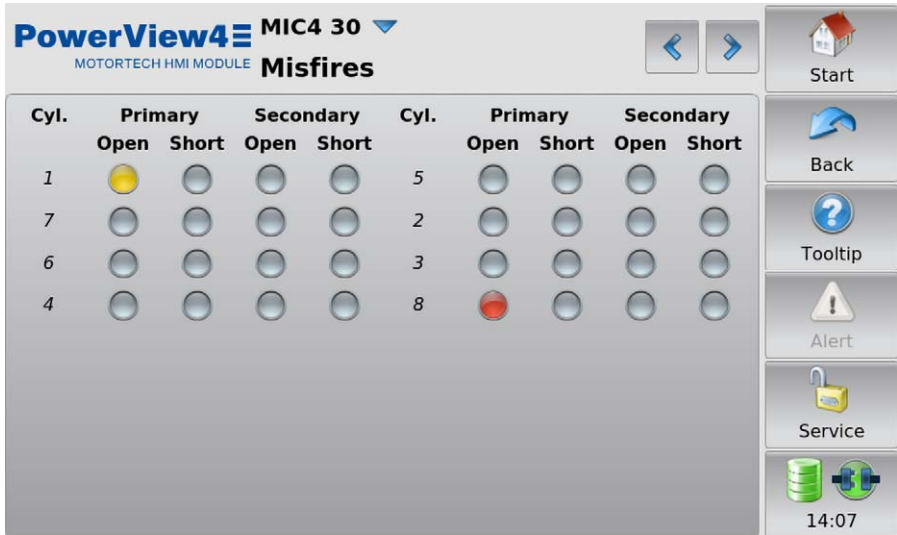 PowerView4
MOTORTECH HMI MODULE
MIC4 30
Misfires
Cyl. Primary Secondary Cyl. Primary Secondary
Open Short Open Short Open Short Open Short
1 5
7 2
6 3
4 8
Start
Back
Tooltip
Alert
Service
14:07